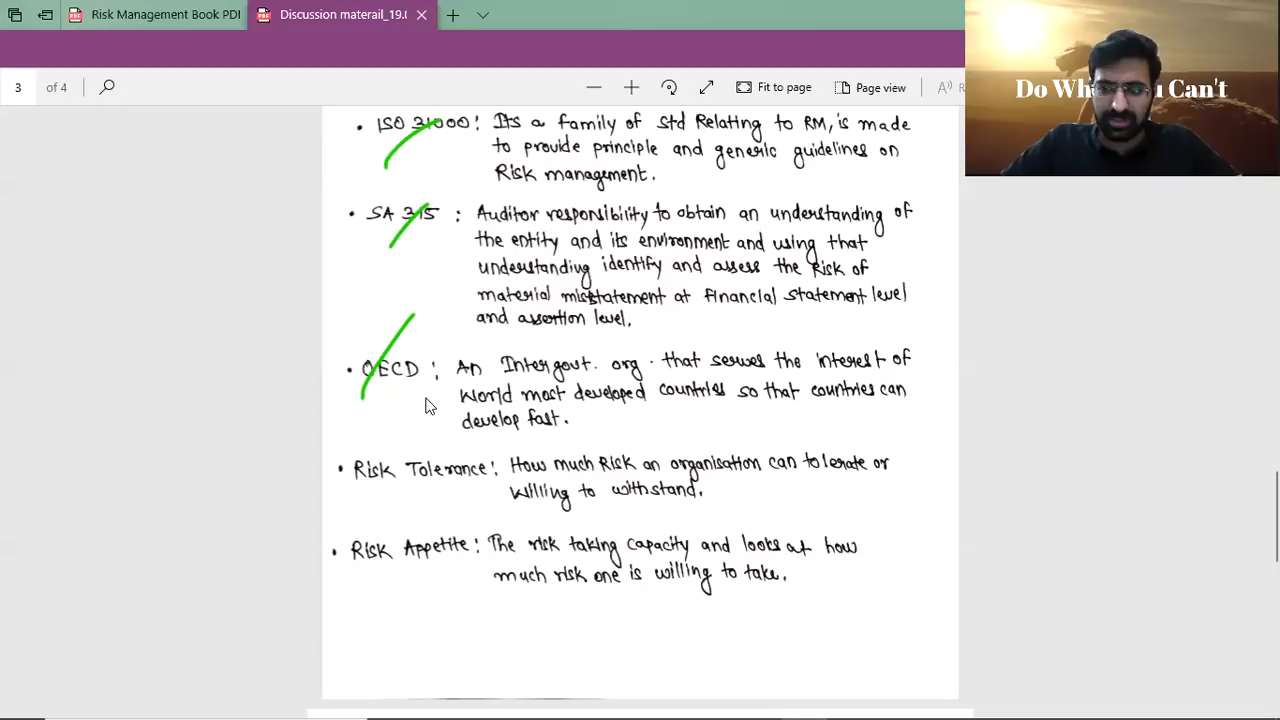 Risk Management Book PDF
Discussion materail_19.0
3 of 4
Fit to page
Page view
Do Wh u Can't
• ISO 31000: Its a family of std Relating to RM, is made
to provide principle and generic guidelines on
Risk management.
• SA 315 : Auditor responsibility to obtain an understanding of
the entity and its environment and using that
understanding identify and assess the Risk of
material misstatement at financial statement level
and assertion level.
• OECD : An Intergovt. org. that serves the interest of
World most developed countries so that countries can
develop fast.
• Risk Tolerance: How much Risk an organisation can tolerate or
willing to withstand.
• Risk Appetite: The risk taking capacity and looks at how
much risk one is willing to take.